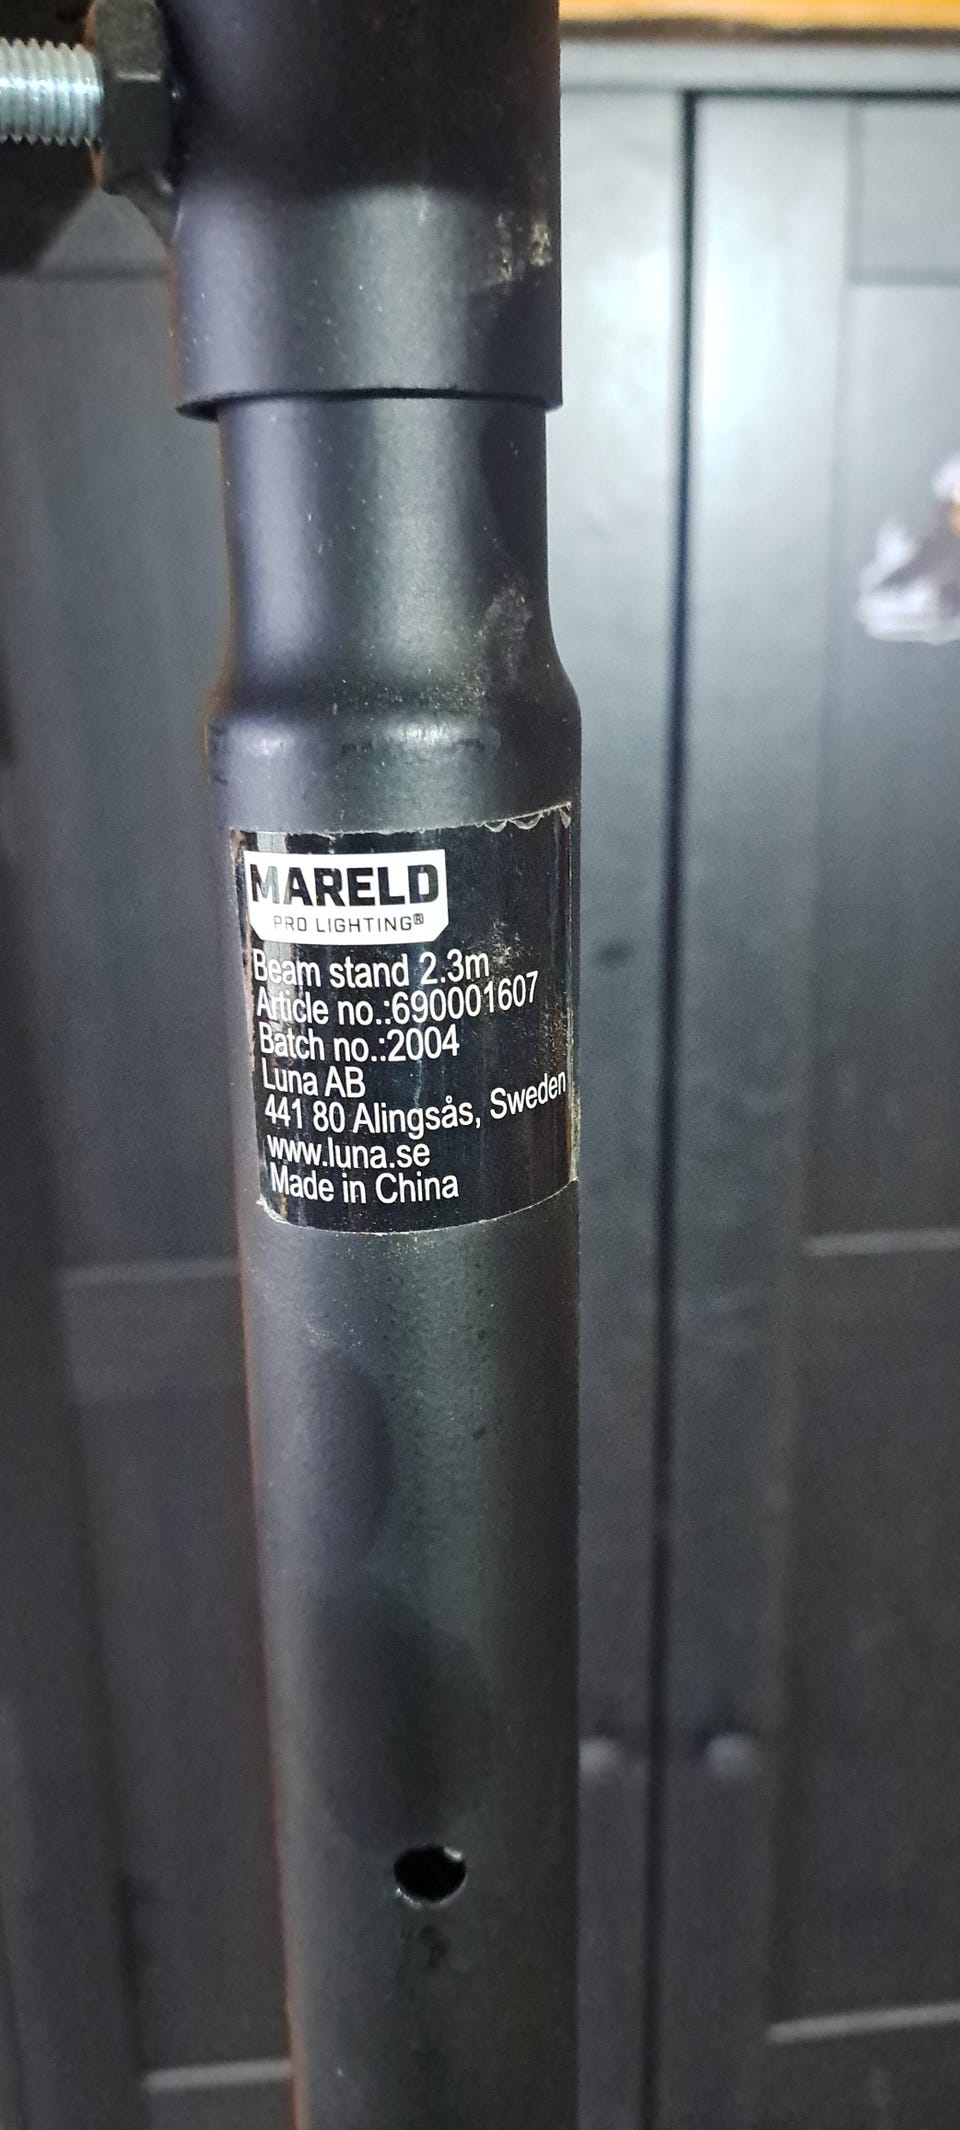 MARELD
PRO LIGHTING®
Beam stand 2.3m
Article no.:690001607
Batch no.:2004
Luna AB
441 80 Alingsås, Sweden
www.luna.se
Made in China